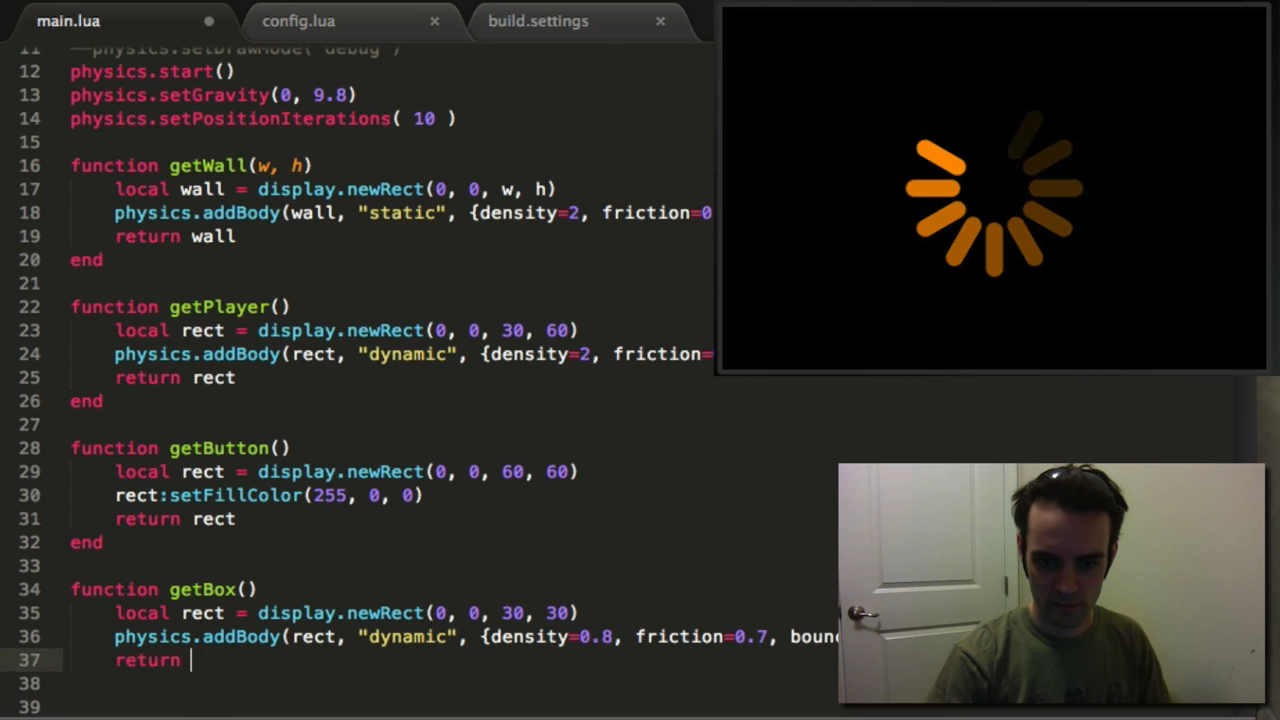 main.lua
config.lua
build.settings
11 --physics.setDrawMode( "debug")
12 physics.start()
13 physics.setGravity(0, 9.8)
14 physics.setPositionIterations( 10 )
15
16 function getWall(w, h)
17 local wall = display.newRect(0, 0, w, h)
18 physics.addBody(wall, "static", {density=2, friction=0
19 return wall
20 end
21
22 function getPlayer()
23 local rect = display.newRect(0, 0, 30, 60)
24 physics.addBody(rect, "dynamic", {density=2, friction=
25 return rect
26 end
27
28 function getButton()
29 local rect = display.newRect(0, 0, 60, 60)
30 rect:setFillColor(255, 0, 0)
31 return rect
32 end
33
34 function getBox()
35 local rect = display.newRect(0, 0, 30, 30)
36 physics.addBody(rect, "dynamic", {density=0.8, friction=0.7, boun
37 return
38
39